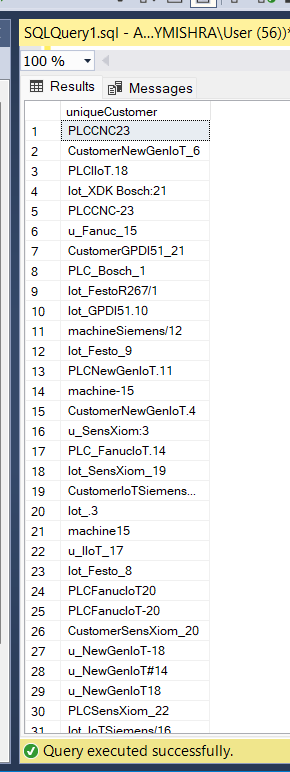 SQLQuery1.sql - A...YMISHRA\User (56))*
100 %
Results Messages
uniqueCustomer
1 PLCCNC23
2 CustomerNewGenIoT_6
3 PLCIIoT.18
4 Iot_XDK Bosch:21
5 PLCCNC-23
6 u_Fanuc_15
7 CustomerGPDI51_21
8 PLC_Bosch_1
9 Iot_FestoR267/1
10 Iot_GPDI51.10
11 machineSiemens/12
12 Iot_Festo_9
13 PLCNewGenIoT.11
14 machine-15
15 CustomerNewGenIoT.4
16 u_SensXiom:3
17 PLC_FanucIoT.14
18 Iot_SensXiom_19
19 CustomerIoTSiemens...
20 Iot_.3
21 machine15
22 u_IIoT_17
23 Iot_Festo_8
24 PLCFanucIoT20
25 PLCFanucIoT-20
26 CustomerSensXiom_20
27 u_NewGenIoT-18
28 u_NewGenIoT#14
29 u_NewGenIoT18
30 PLCSensXiom_22
31 Iot_IoTSiemens/16
Query executed successfully.